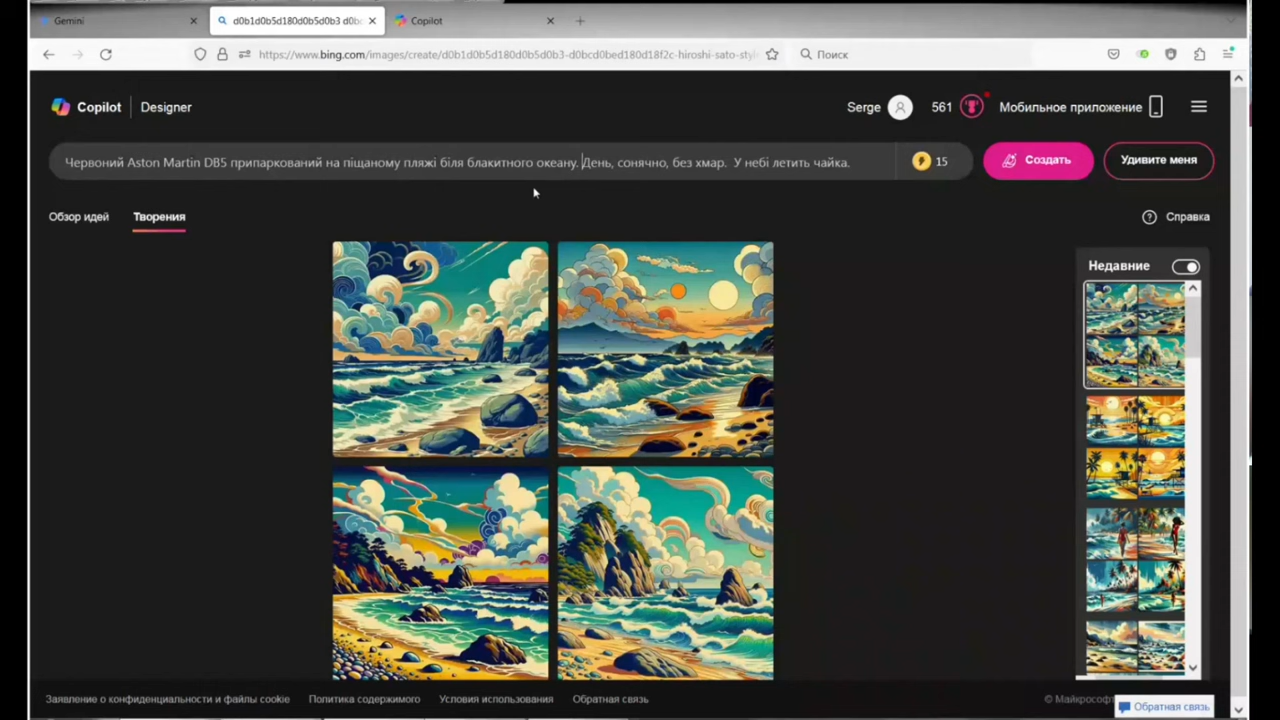 Gemini
d0b1d0b5d180d0b5d0b3 d0bc
Copilot
https://www.bing.com/images/create/d0b1d0b5d180d0b5d0b3-d0bcd0bed180d18f2c-hiroshi-sato-style
Поиск
Copilot
Designer
Serge
561
Мобильное приложение
Червоний Aston Martin DB5 припаркований на піщаному пляжі біля блакитного океану. День, сонячно, без хмар. У небі летить чайка.
15
Создать
Удивите меня
Обзор идей
Творения
Справка
Недавние
Заявление о конфиденциальности и файлы cookie
Политика содержимого
Условия использования
Обратная связь
© Майкрософт
Обратная связь